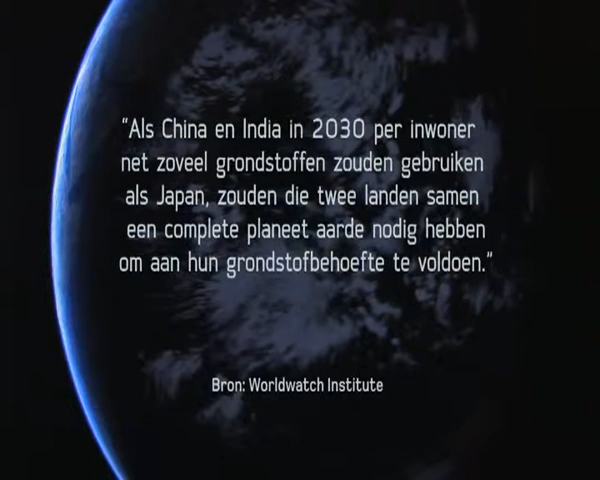 “Als China en India in 2030 per inwoner
net zoveel grondstoffen zouden gebruiken
als Japan, zouden die twee landen samen
een complete planeet aarde nodig hebben
om aan hun grondstofbehoefte te voldoen.”
Bron: Worldwatch Institute